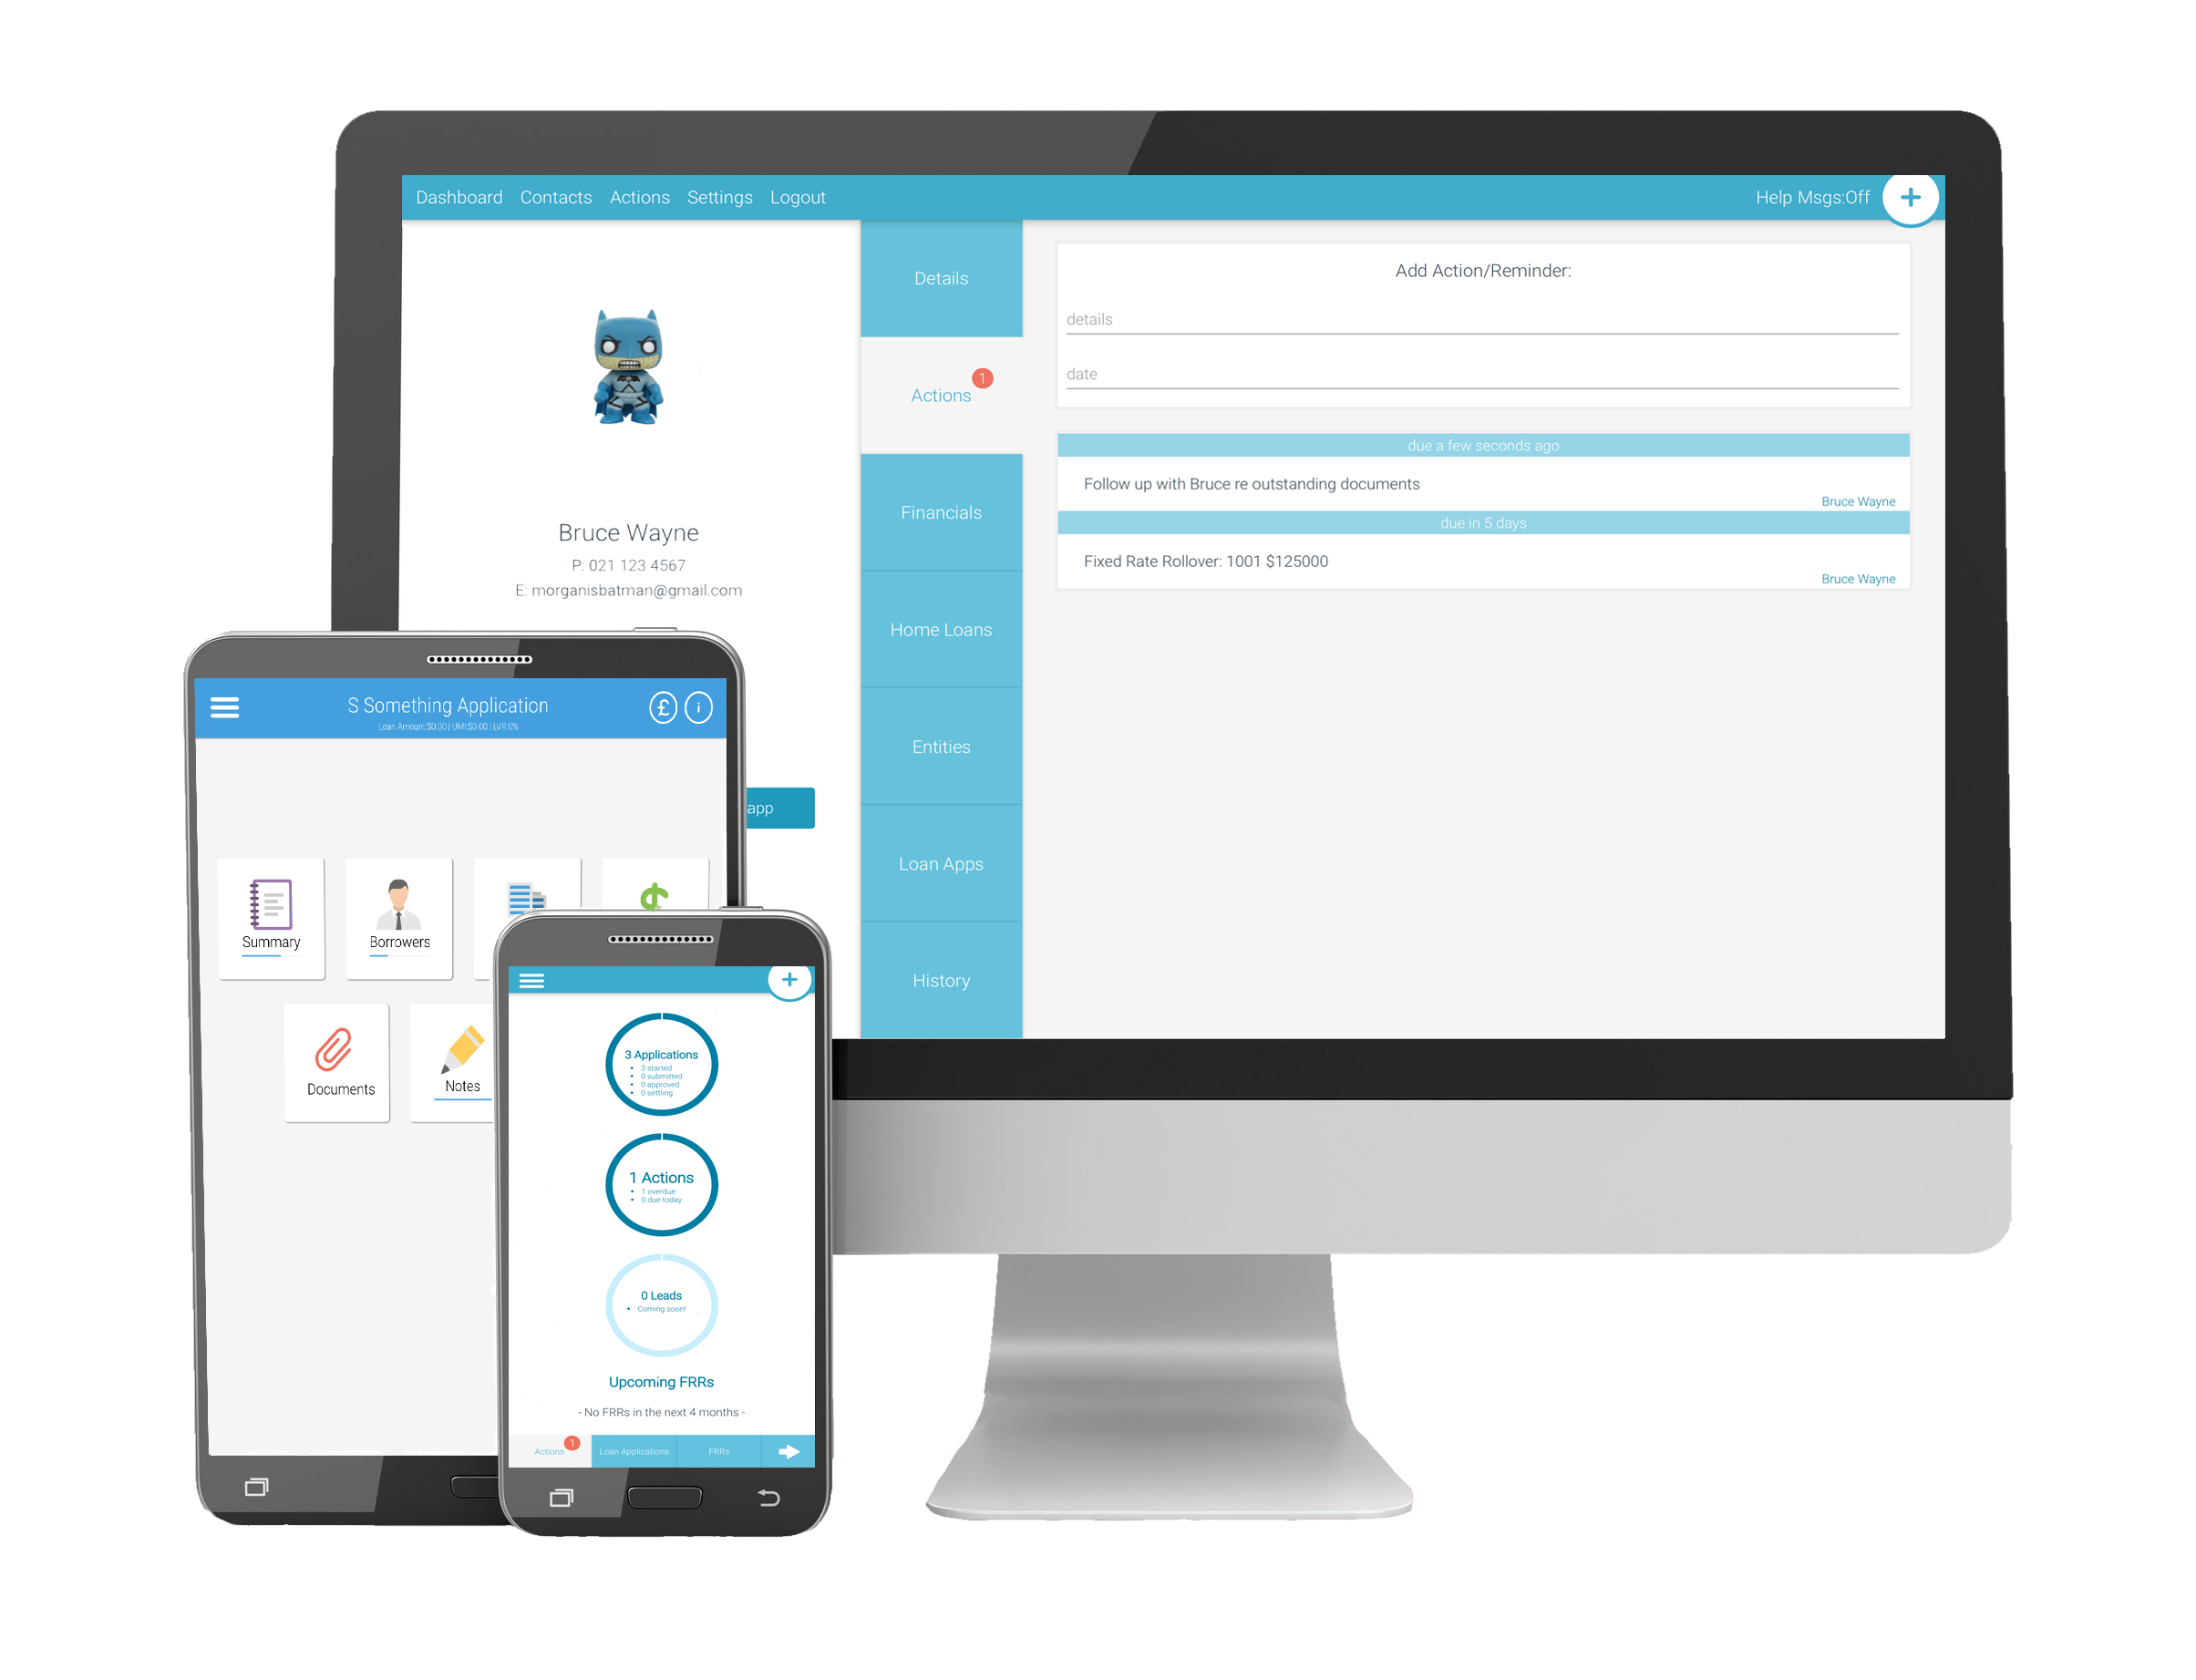 Dashboard Contacts Actions Settings Logout
Help Msgs:Off
Bruce Wayne
P: 021 123 4567
E: morganisbatman@gmail.com
app
Details
Actions
1
Financials
Home Loans
Entities
Loan Apps
History
Add Action/Reminder:
details
date
due a few seconds ago
Follow up with Bruce re outstanding documents
Bruce Wayne
due in 5 days
Fixed Rate Rollover: 1001 $125000
Bruce Wayne
S Something Application
Loan Amount: $0.00 | UMI:$0.00 | LVR:0%
Summary
Borrowers
Documents
Notes
3 Applications
3 started
0 submitted
0 approved
0 settling
1 Actions
1 overdue
0 due today
0 Leads
Coming soon!
Upcoming FRRs
- No FRRs in the next 4 months -
Actions
1
Loan Applications
FRRs